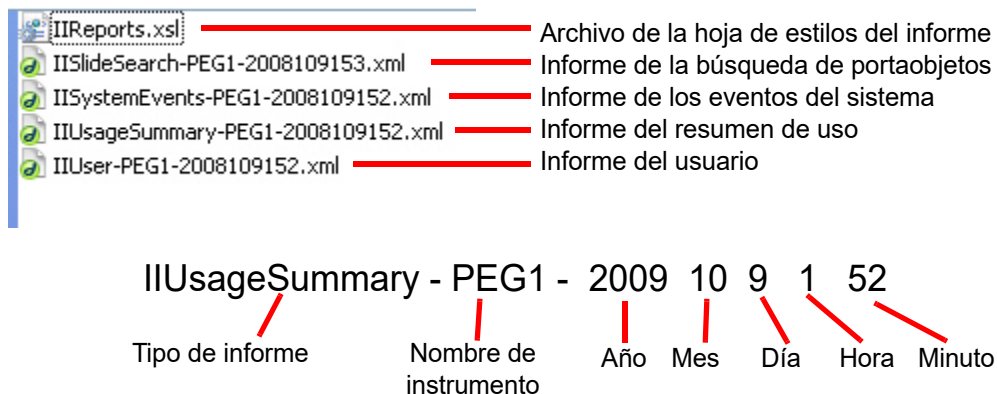 IIReports.xsl
Archivo de la hoja de estilos del informe
IISlideSearch-PEG1-2008109153.xml
Informe de la búsqueda de portaobjetos
IISystemEvents-PEG1-2008109152.xml
Informe de los eventos del sistema
IIUsageSummary-PEG1-2008109152.xml
Informe del resumen de uso
IIUser-PEG1-2008109152.xml
Informe del usuario
IIUsageSummary - PEG1 - 2009 10 9 1 52
Tipo de informe
Nombre de
instrumento
Año
Mes
Día
Hora
Minuto